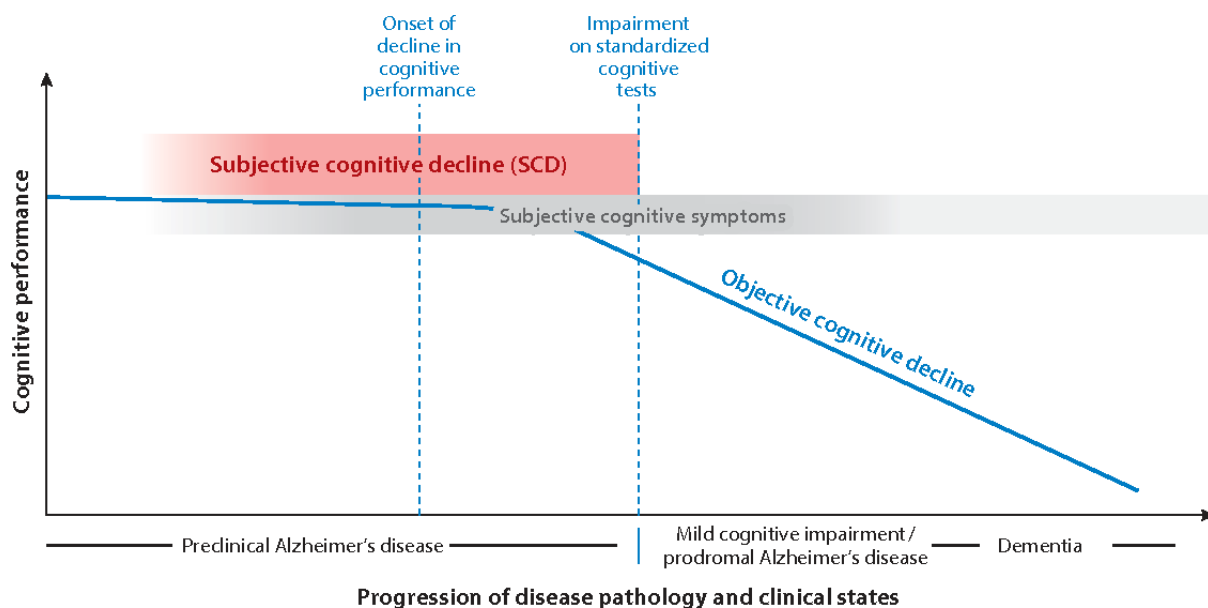 Onset of
decline in
cognitive
performance
Impairment
on standardized
cognitive
tests
Subjective cognitive decline (SCD)
Subjective cognitive symptoms
Objective cognitive decline
Cognitive performance
Preclinical Alzheimer's disease
Mild cognitive impairment/
prodromal Alzheimer's disease
Dementia
Progression of disease pathology and clinical states